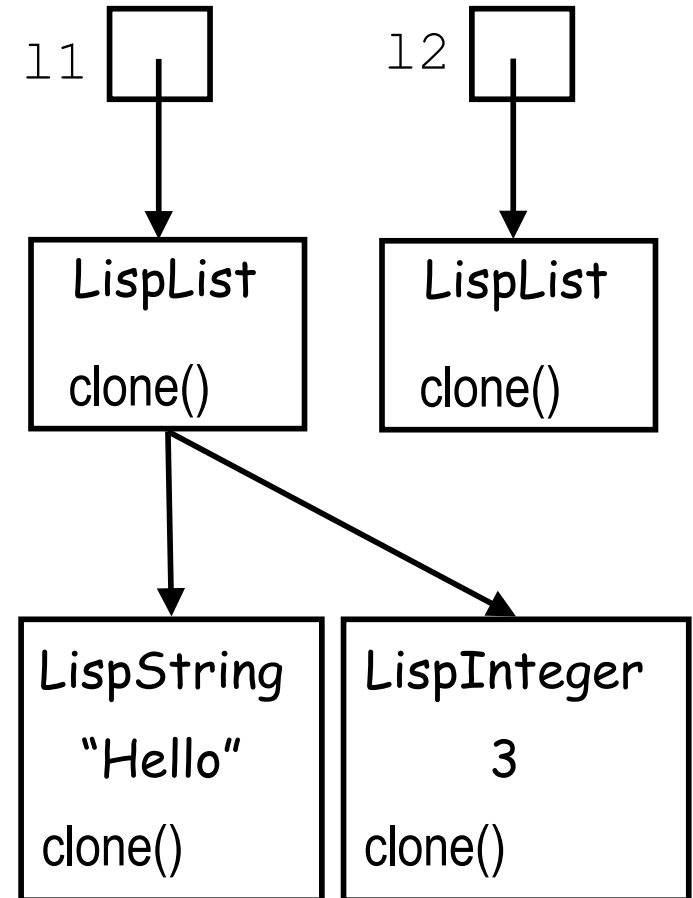 l1
l2
LispList
clone()
LispList
clone()
LispString
“Hello”
clone()
LispInteger
3
clone()